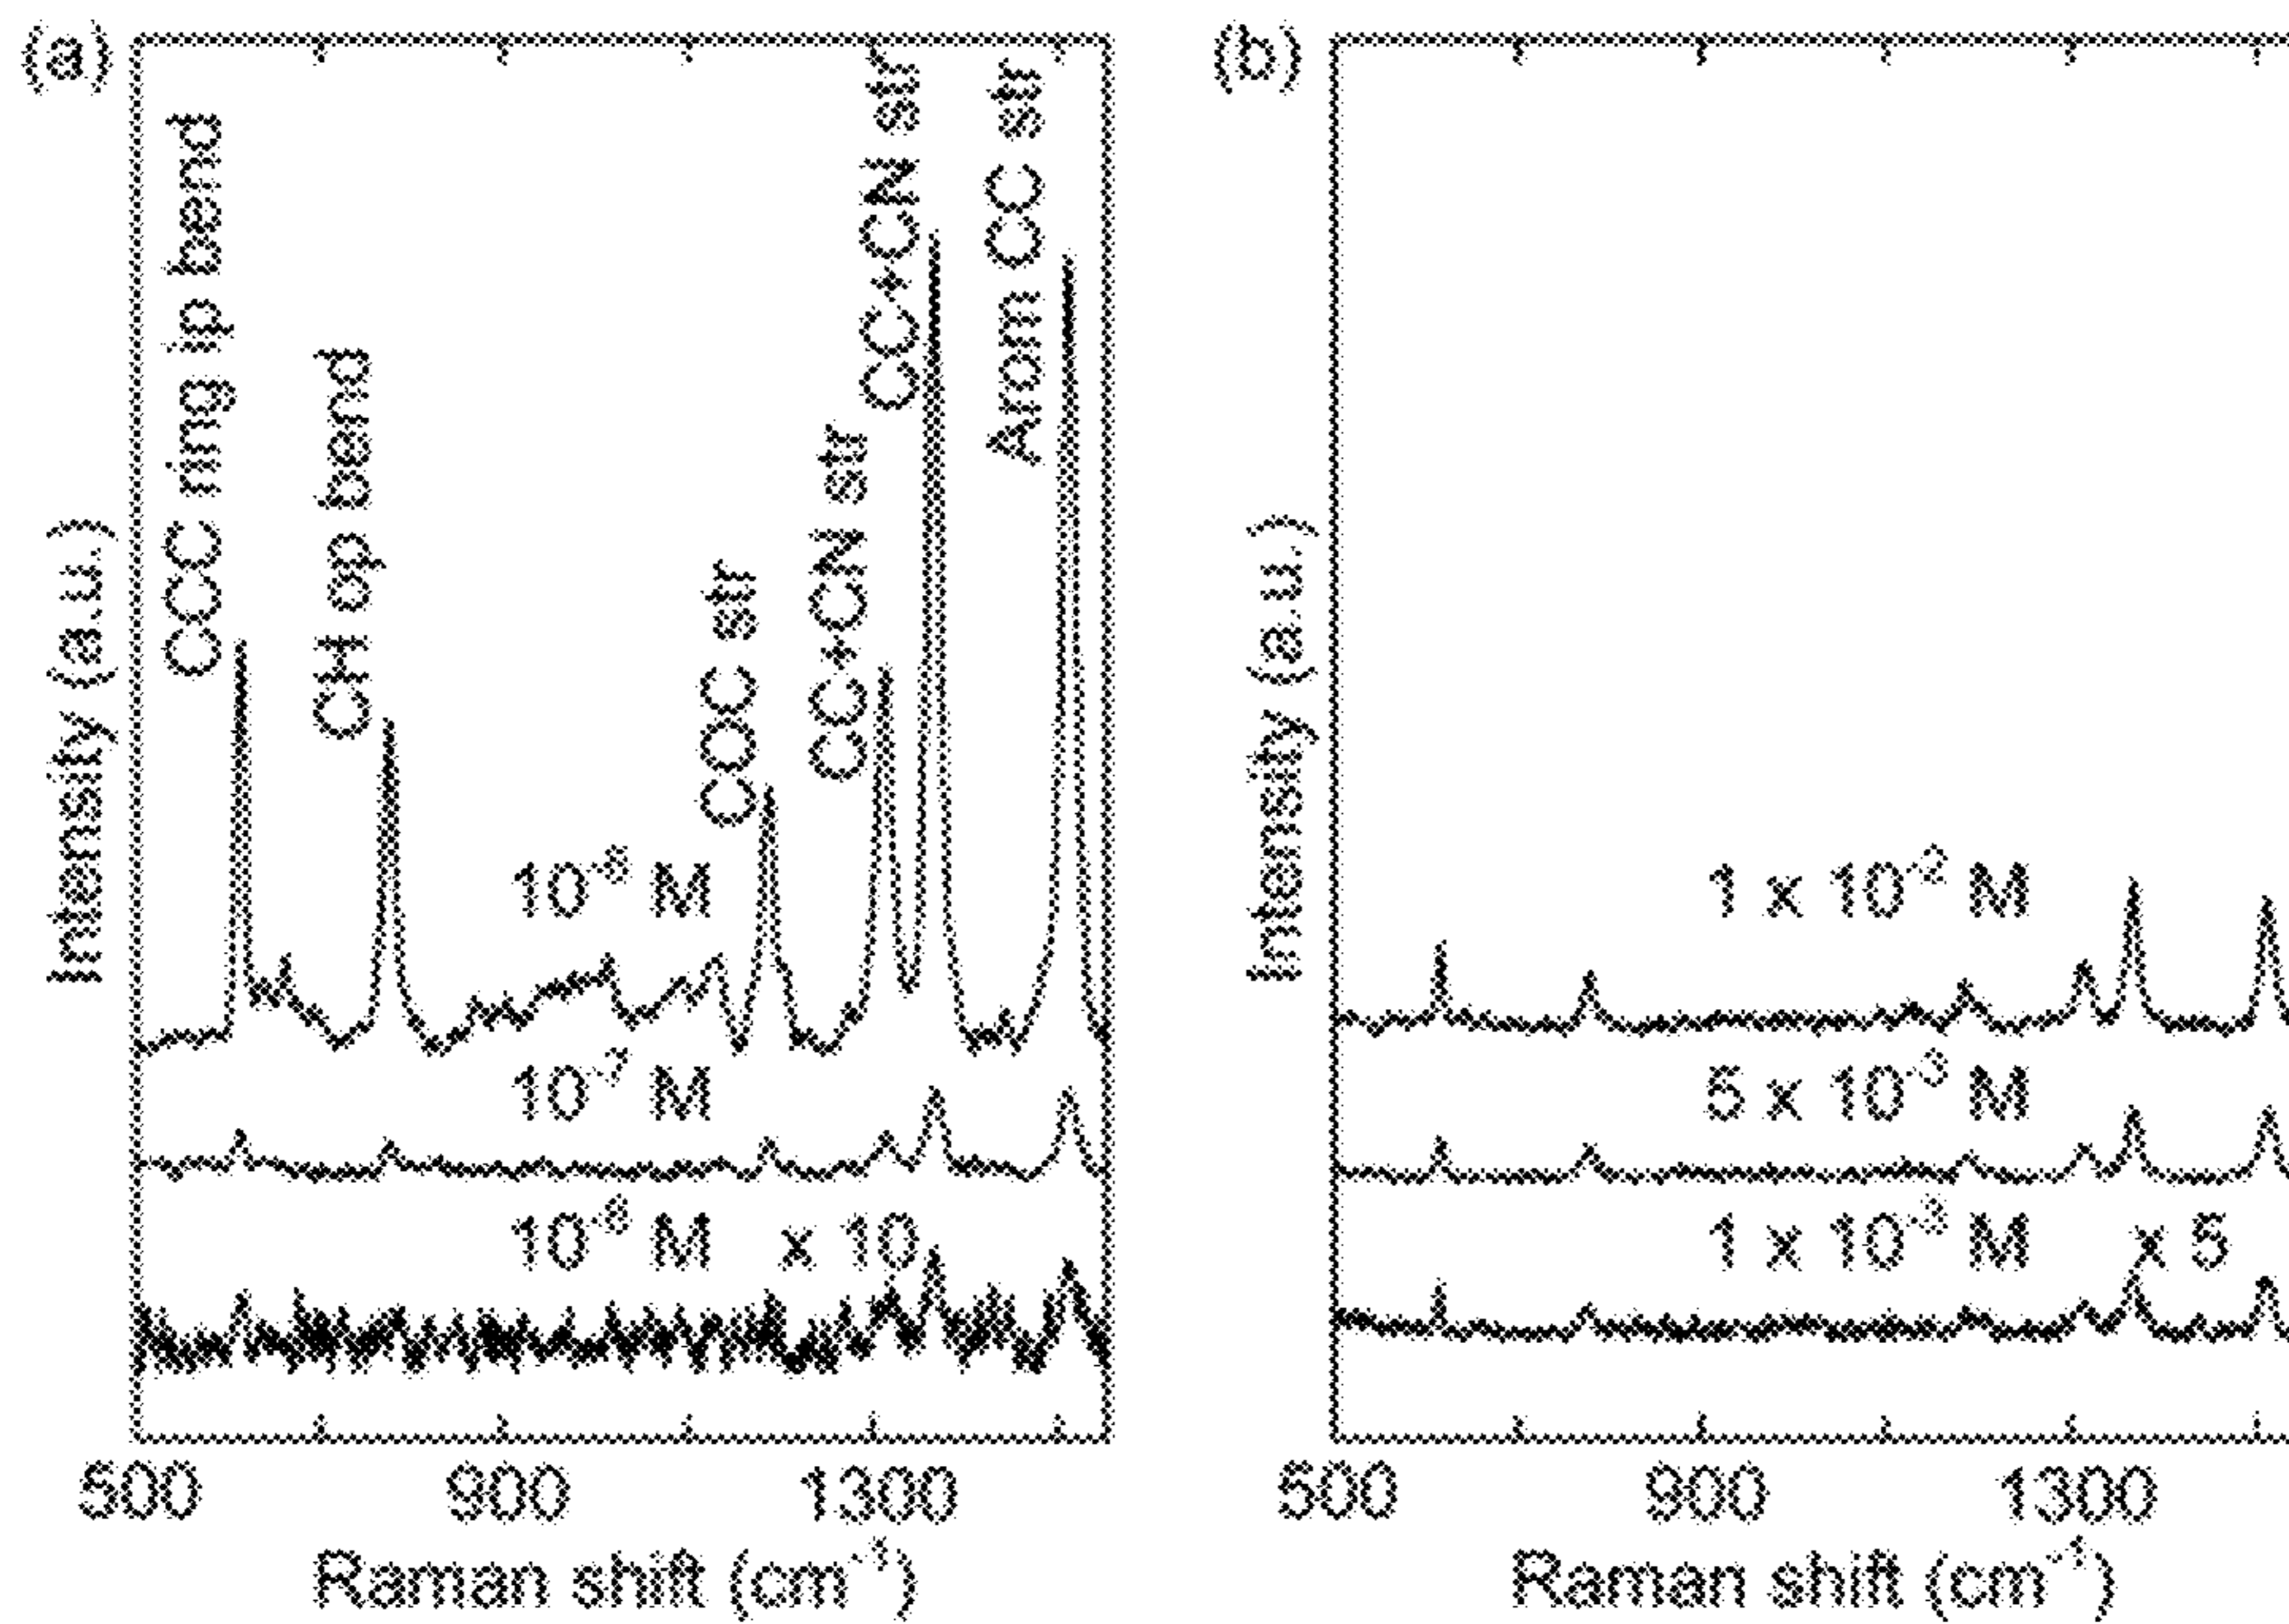 (a)
CCC ring ip bend
CH op bend
COC str
CC+CN str
CC+CN str
Arom CC str
10⁻⁶ M
10⁻⁷ M
10⁻⁸ M x 10
Intensity (a.u.)
500 900 1300
Raman shift (cm⁻¹)
(b)
1 x 10⁻² M
5 x 10⁻³ M
1 x 10⁻³ M x 5
Intensity (a.u.)
500 900 1300
Raman shift (cm⁻¹)